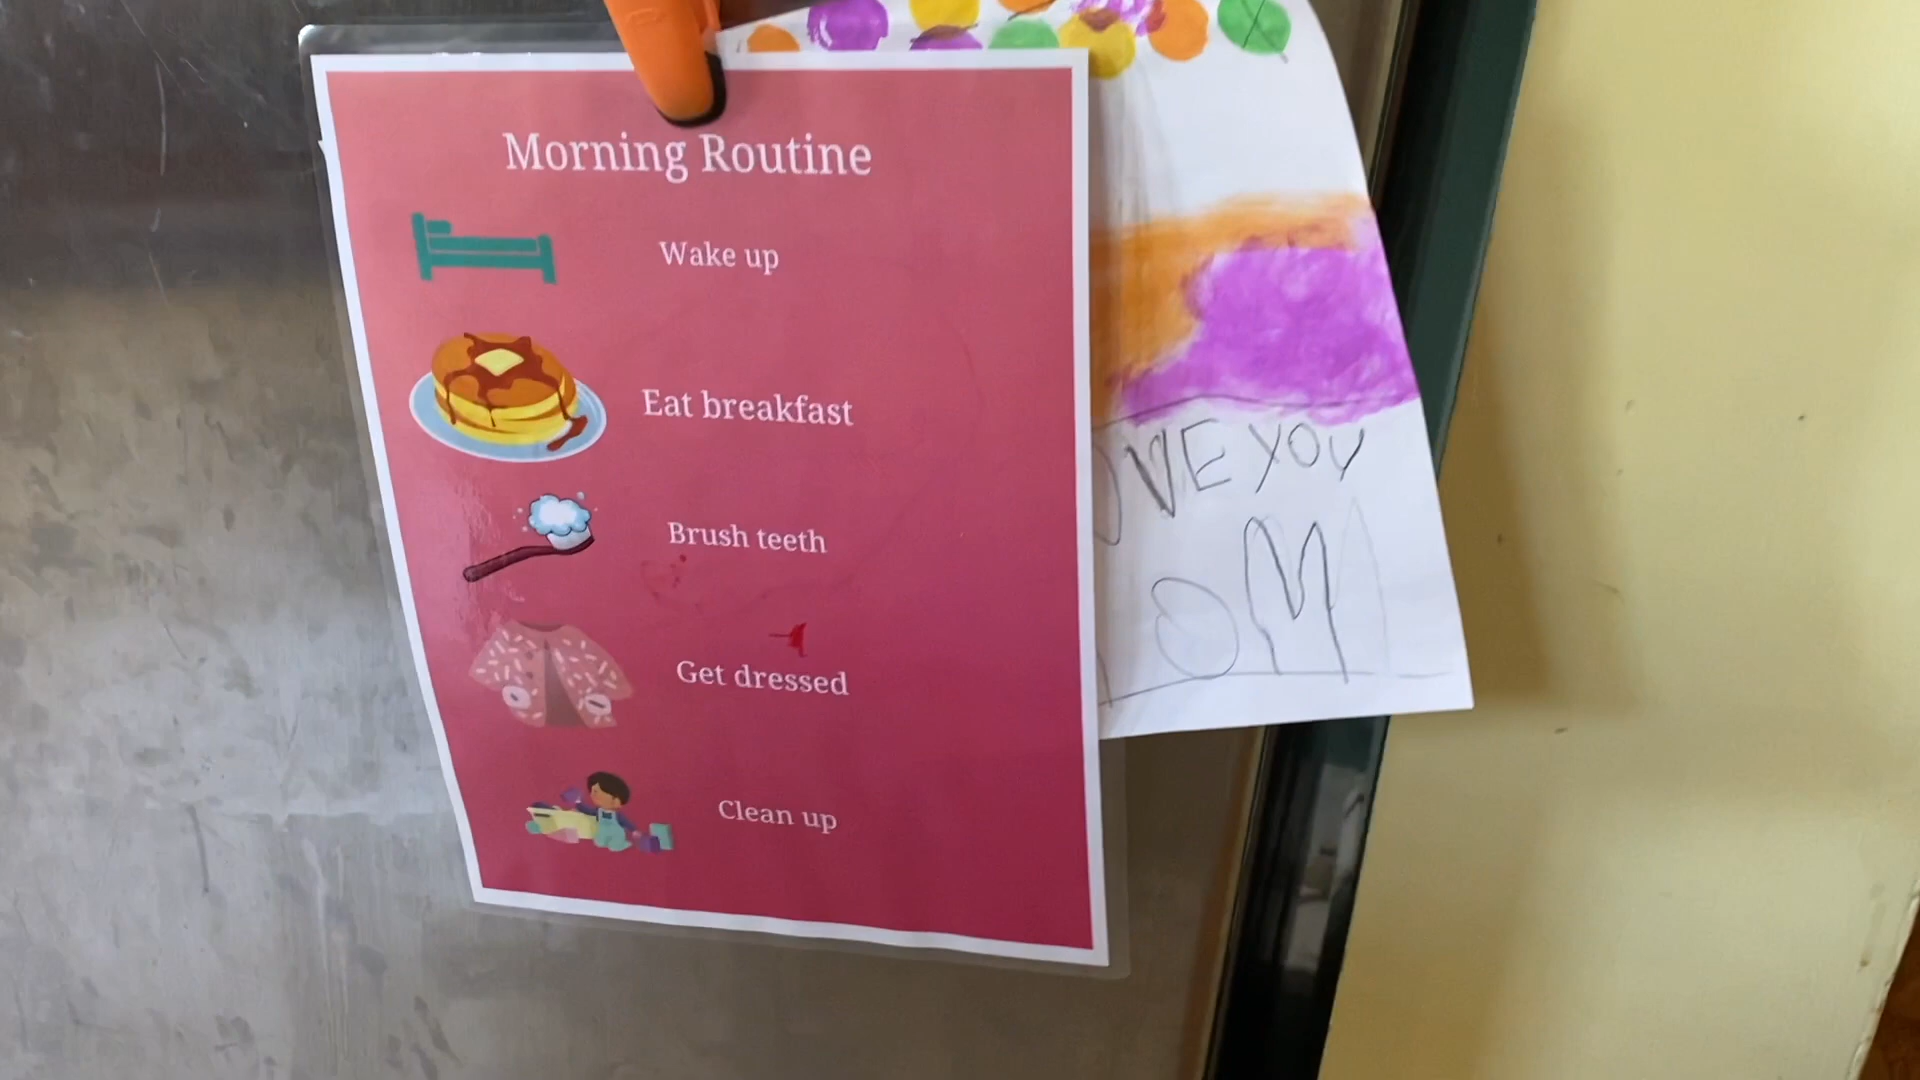 Morning Routine
Wake up
Eat breakfast
Brush teeth
Get dressed
Clean up
OVE YOU
OM